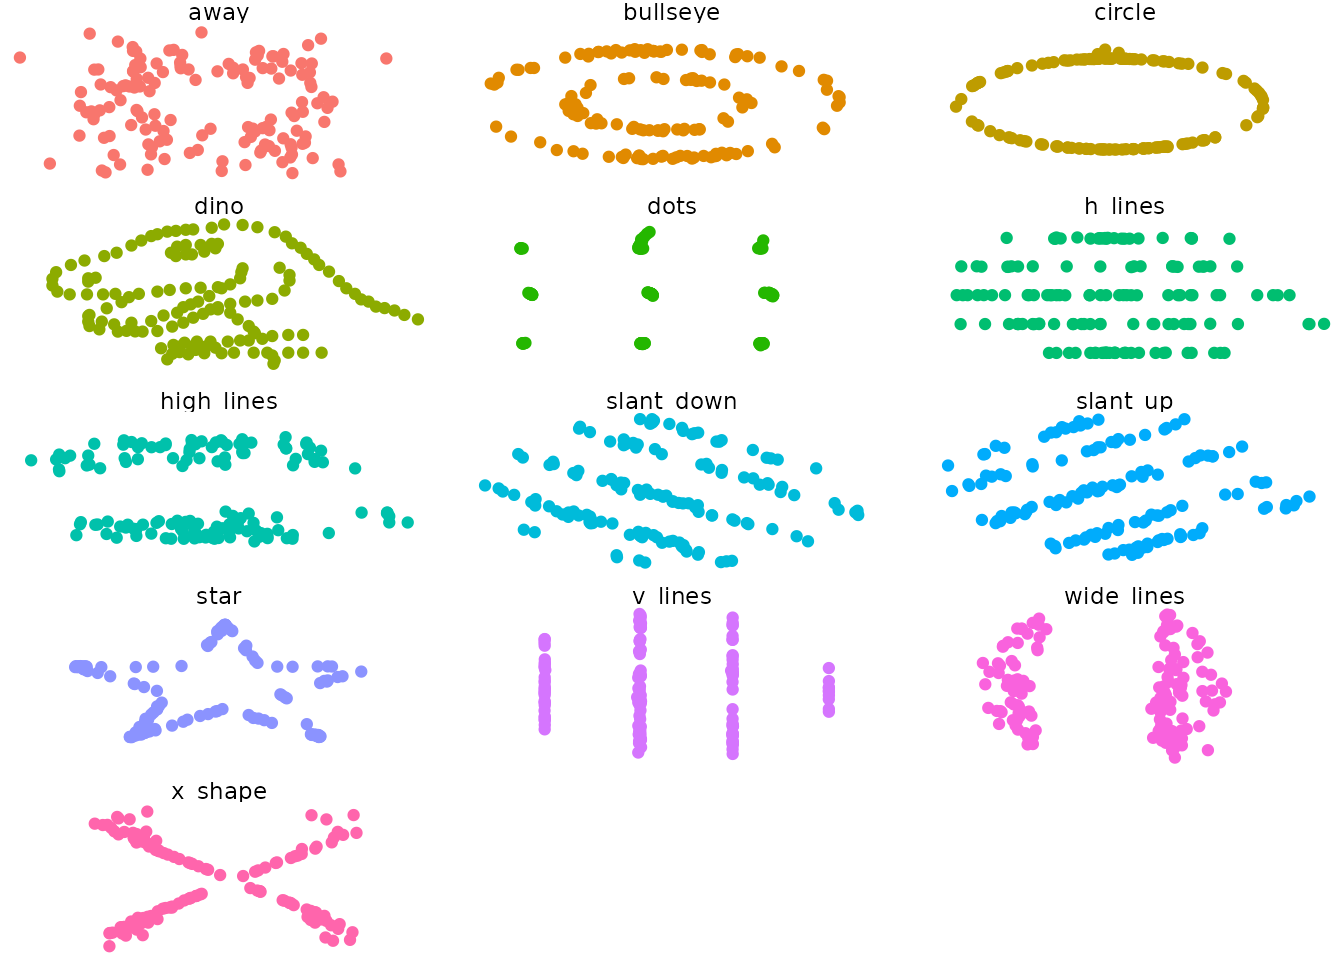 away
bullseye
circle
dino
dots
h lines
high lines
slant down
slant up
star
v lines
wide lines
x shape